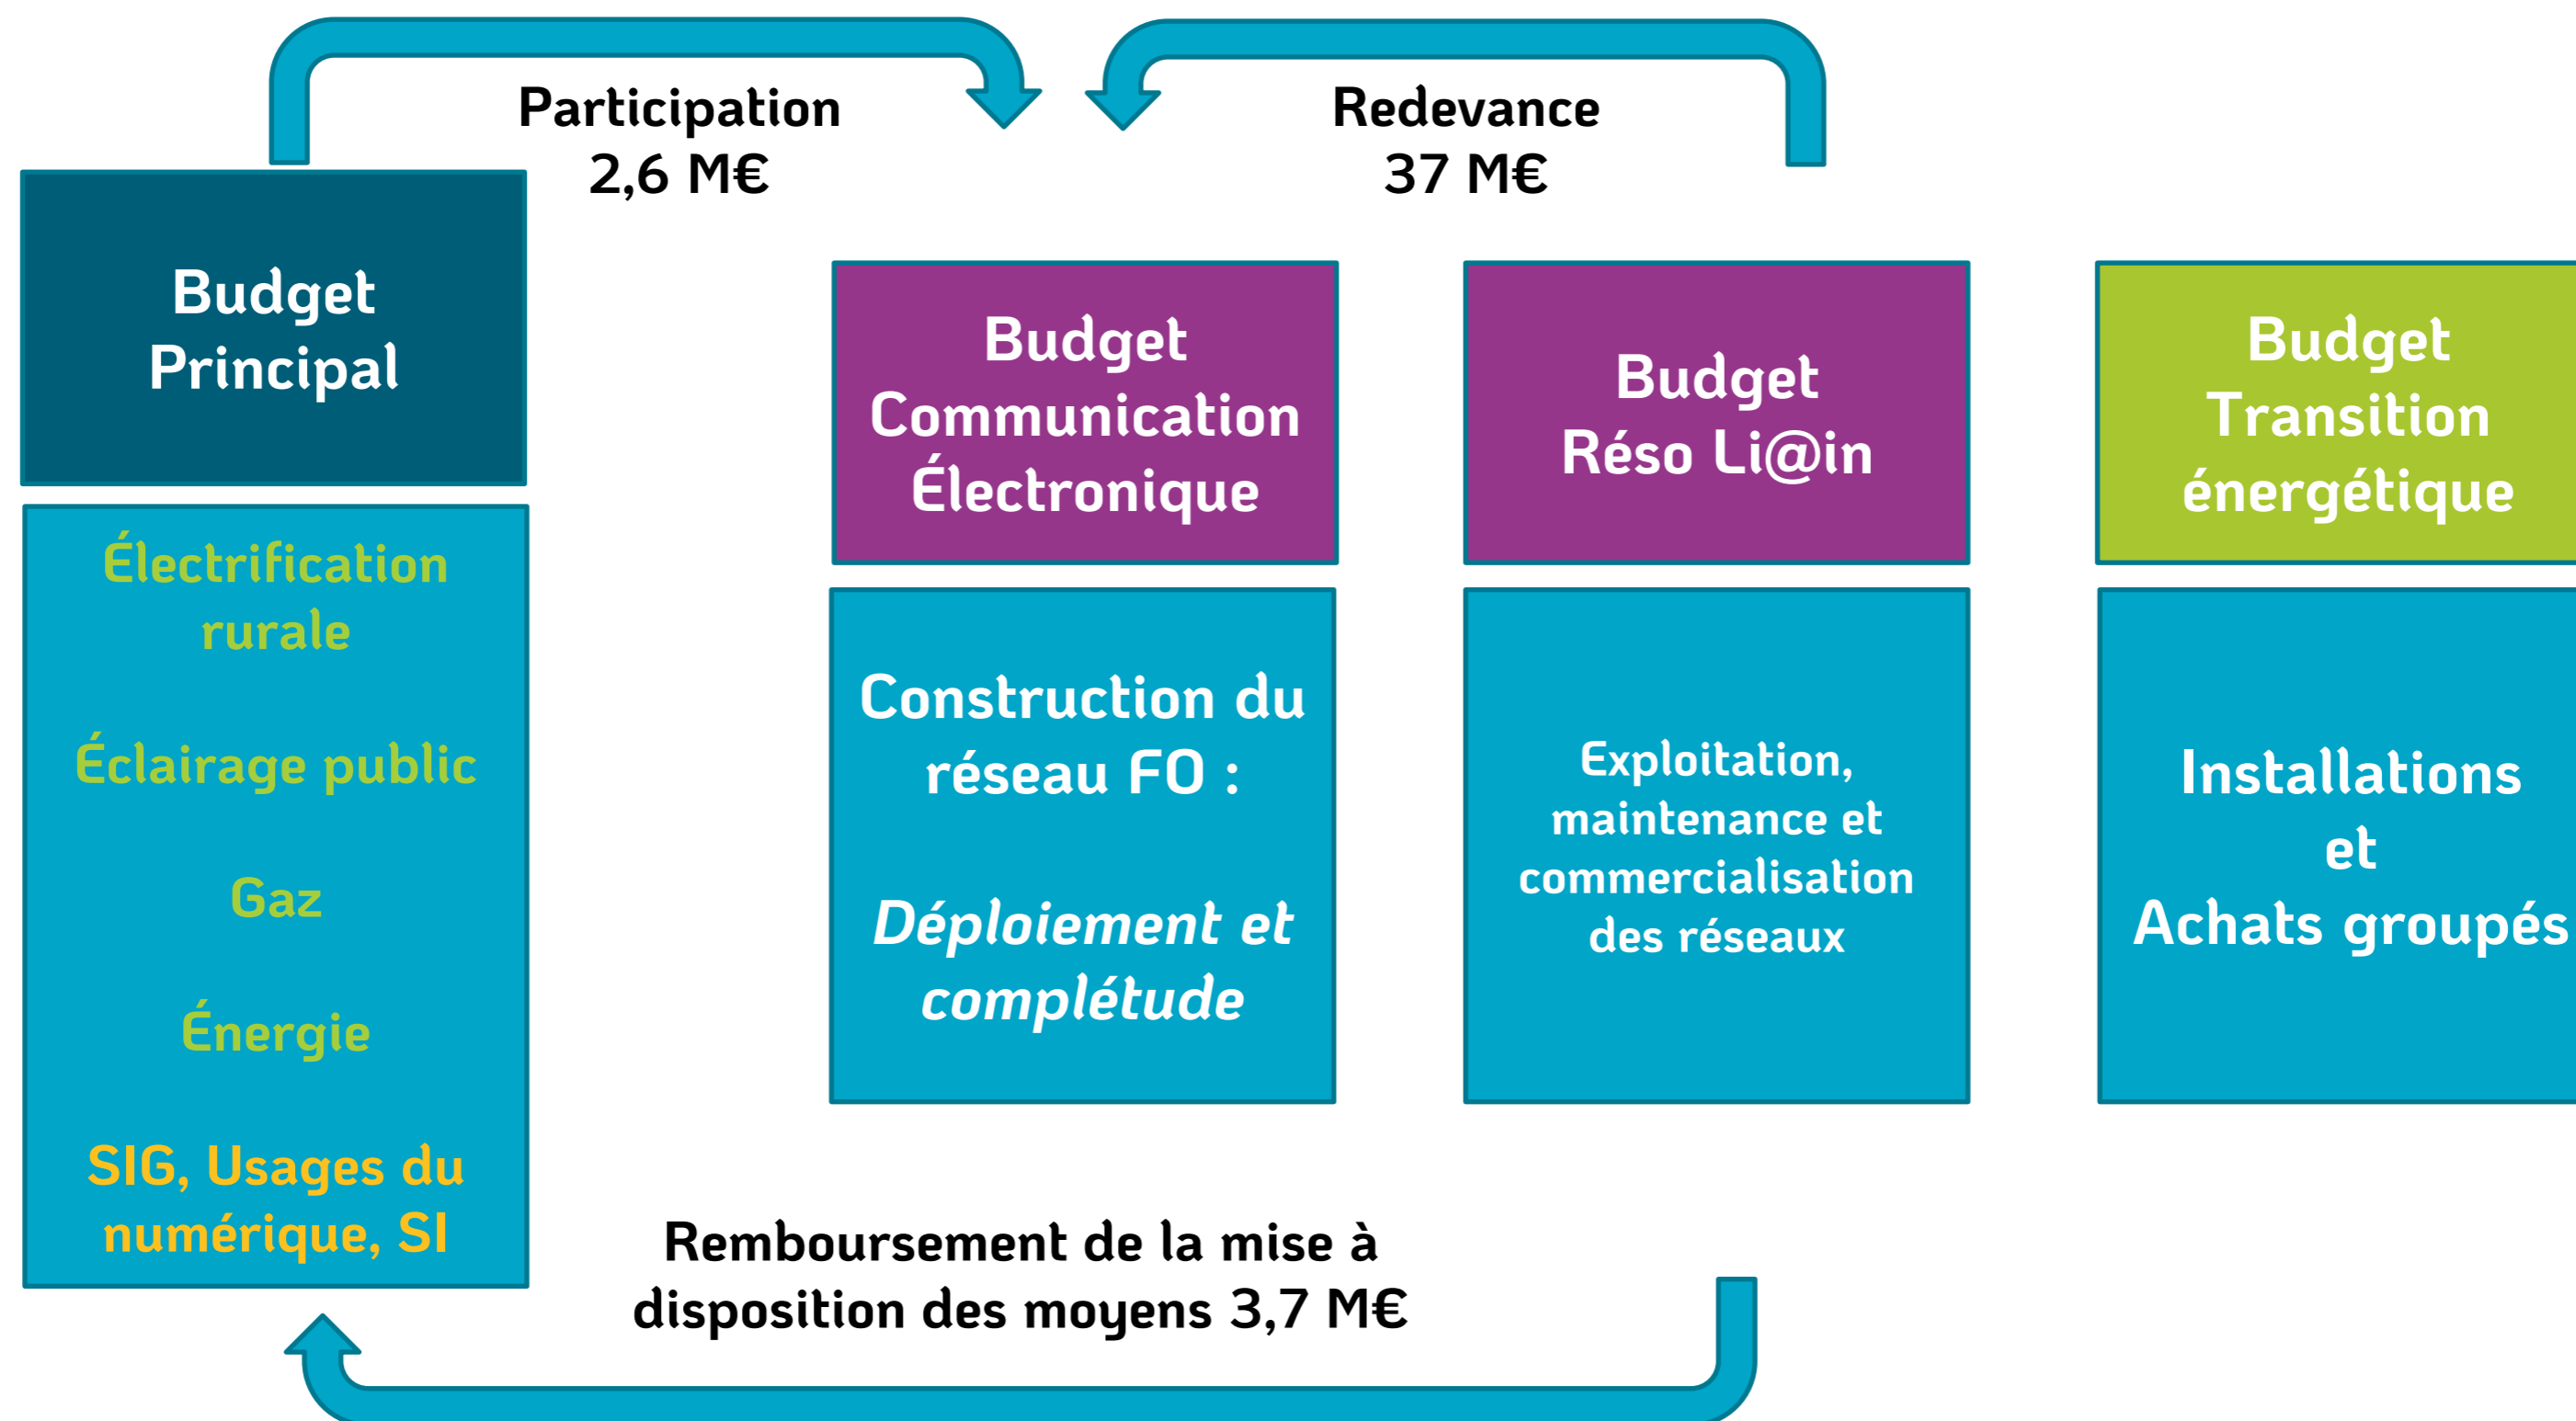 Participation
2,6 M€
Redevance
37 M€
Budget
Principal
Électrification
rurale
Éclairage public
Gaz
Énergie
SIG, Usages du
numérique, SI
Budget
Communication
Électronique
Construction du
réseau FO :
Déploiement et
complétude
Budget
Réso Li@in
Exploitation,
maintenance et
commercialisation
des réseaux
Budget
Transition
énergétique
Installations
et
Achats groupés
Remboursement de la mise à
disposition des moyens 3,7 M€